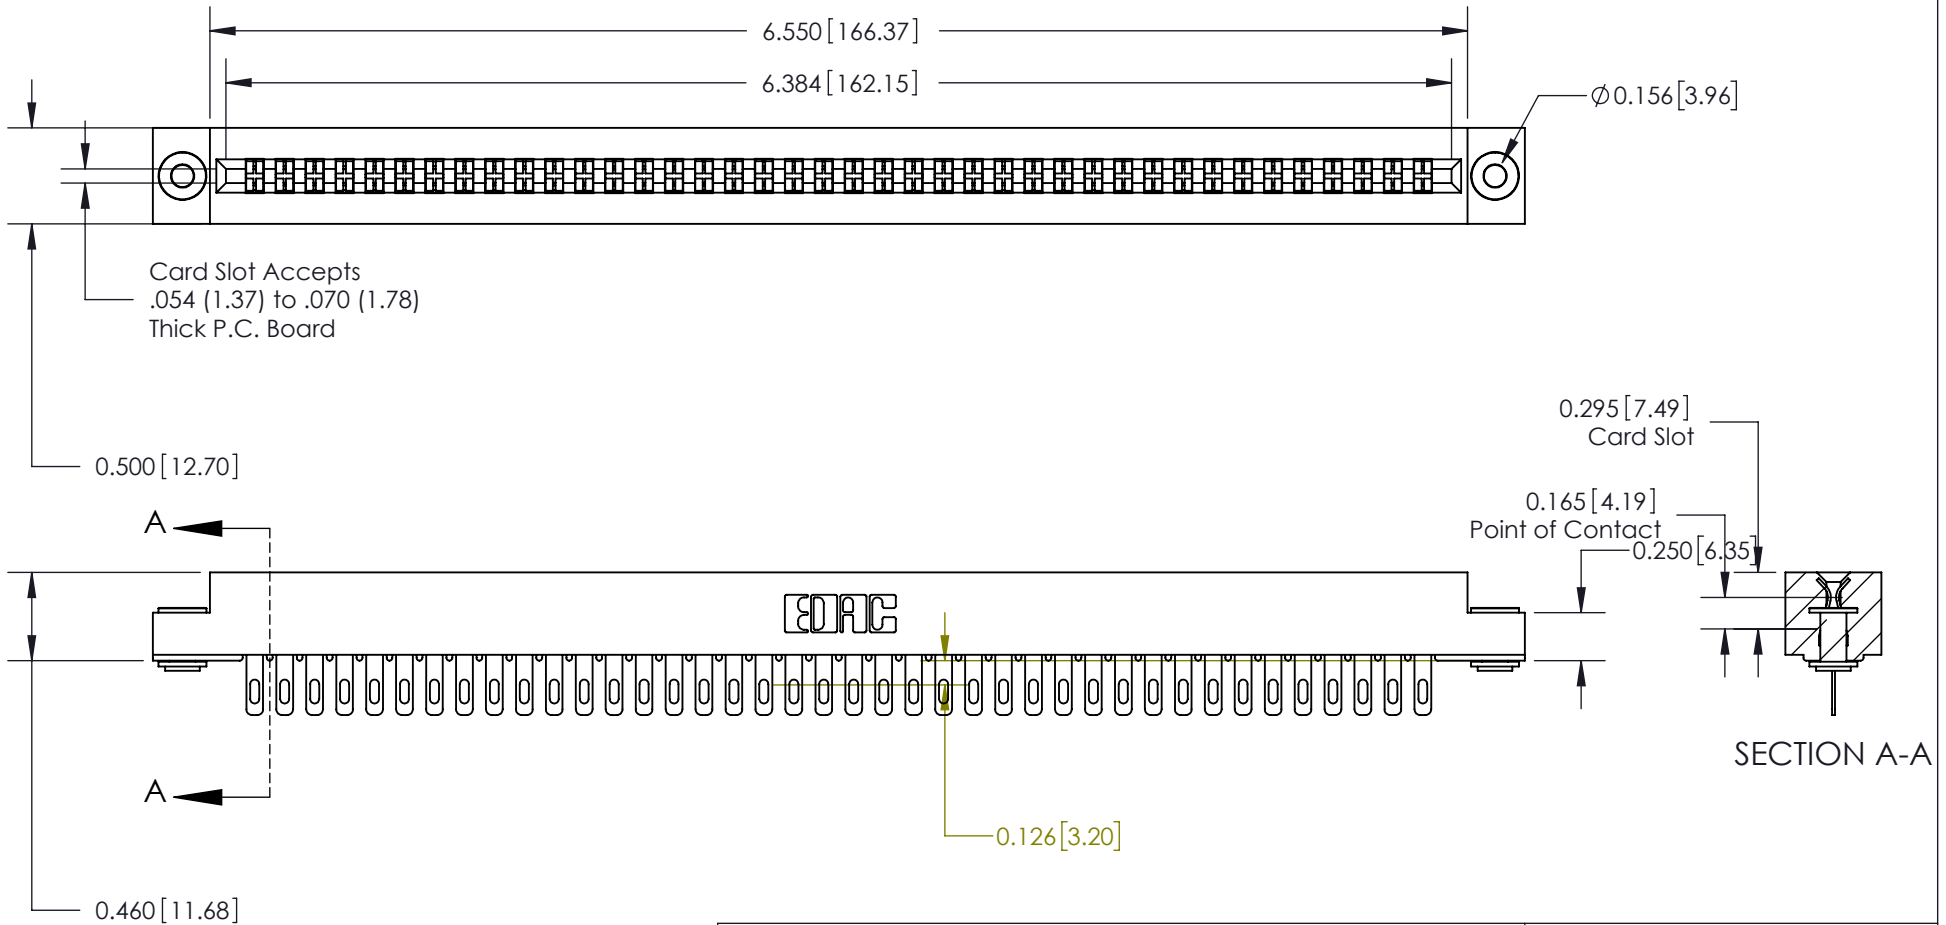 6.550[166.37]
6.384[162.15]
Ø0.156[3.96]
Card Slot Accepts
.054 (1.37) to .070 (1.78)
Thick P.C. Board
0.295[7.49]
Card Slot
0.500[12.70]
0.165[4.19]
Point of Contact
0.250[6.35]
A
EDAC
SECTION A-A
A
0.126[3.20]
0.460[11.68]